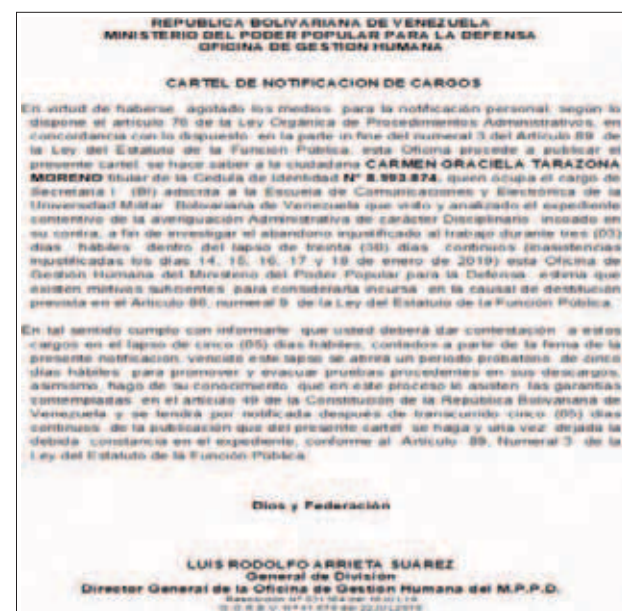 REPUBLICA BOLIVARIANA DE VENEZUELA
MINISTERIO DEL PODER POPULAR PARA LA DEFENSA
OFICINA DE GESTION HUMANA
CARTEL DE NOTIFICACION DE CARGOS
En virtud de haberse agotado los medios para la notificación personal, según lo
dispone el artículo 76 de la Ley Orgánica de Procedimientos Administrativos, en
concordancia con lo dispuesto en la parte in fine del numeral 3 del Artículo 89 de
la Ley del Estatuto de la Función Pública, esta Oficina procede a publicar el
presente cartel, se hace saber a la ciudadana CARMEN GRACIELA TARAZONA
MORENO titular de la Cedula de Identidad N° 8.993.874, quien ocupa el cargo de
Secretaria I (BI) adscrita a la Escuela de Comunicaciones y Electrónica de la
Universidad Militar Bolivariana de Venezuela que visto y analizado el expediente
contentivo de la averiguación Administrativa de carácter Disciplinario incoado en
su contra, a fin de investigar el abandono injustificado al trabajo durante tres (03)
días hábiles dentro del lapso de treinta (30) días continuos (inasistencias
injustificadas los días 14, 15, 16, 17 y 18 de enero de 2019) esta Oficina de
Gestión Humana del Ministerio del Poder Popular para la Defensa estima que
existen motivos suficientes para considerarla incursa en la causal de destitución
prevista en el Artículo 86, numeral 9 de la Ley del Estatuto de la Función Pública.
En tal sentido cumplo con informarle que usted deberá dar contestación a estos
cargos en el lapso de cinco (05) días hábiles, contados a parte de la ferna de la
presente notificación, vencido este lapso se abrirá un período probatorio de cinco
días hábiles para promover y evacuar pruebas procedentes en sus descargos,
asimismo, hago de su conocimiento que en este proceso le asisten las garantías
contempladas en el artículo 49 de la Constitución de la República Bolivariana de
Venezuela y se tendrá por notificada después de transcurrido cinco (05) días
continuos de la publicación que del presente cartel se haga y una vez dejada la
debida constancia en el expediente, conforme al Artículo 89, Numeral 3 de la
Ley del Estatuto de la Función Pública.
Dios y Federación
LUIS RODOLFO ARRIETA SUAREZ
General de División
Director General de la Oficina de Gestión Humana del M.P.P.D.